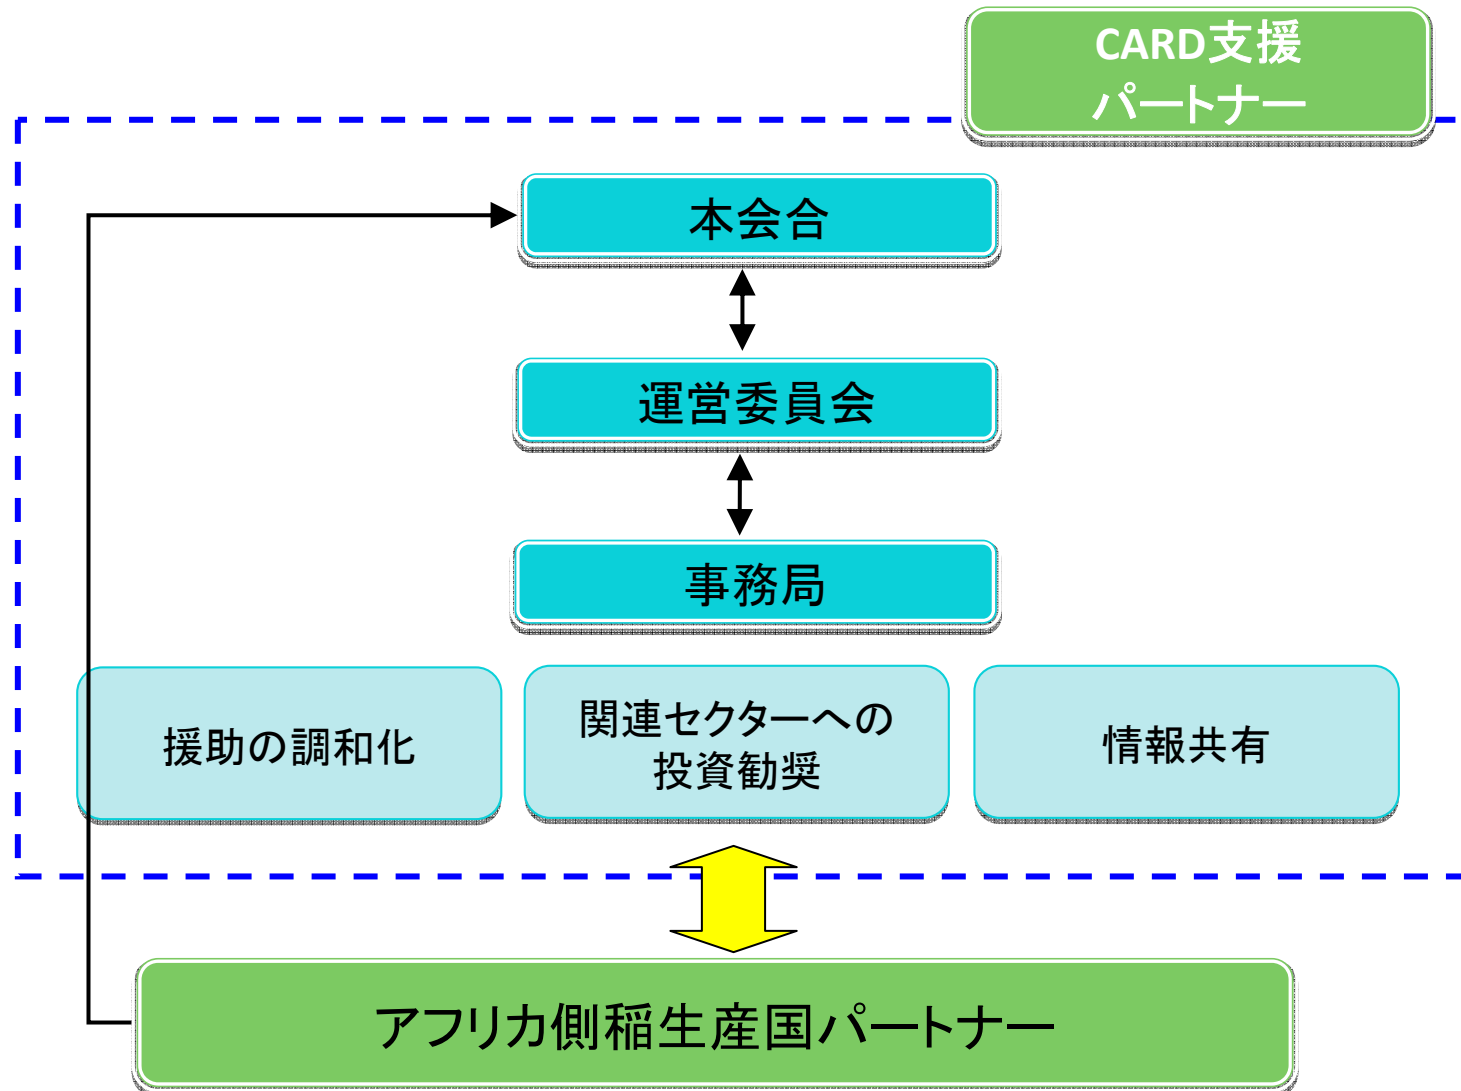 CARD支援
パートナー
本会合
運営委員会
事務局
援助の調和化
関連セクターへの
投資勧奨
情報共有
アフリカ側稲生産国パートナー